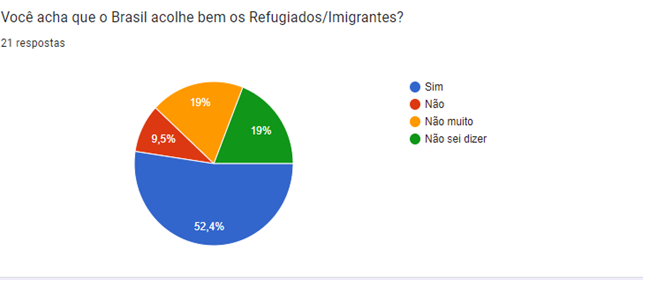 Você acha que o Brasil acolhe bem os Refugiados/Imigrantes?
21 respostas
Sim
Não
Não muito
Não sei dizer
19%
19%
9,5%
52,4%